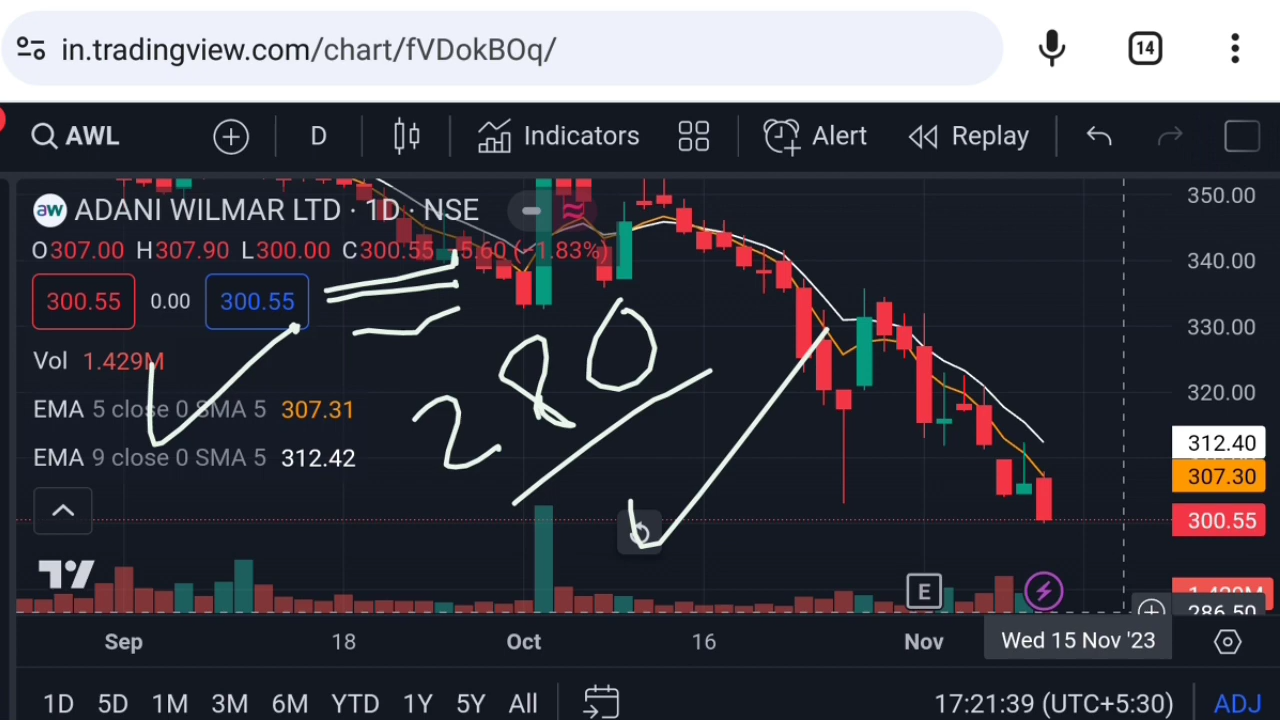 in.tradingview.com/chart/fVDokBOq/ 14
AWL D Indicators Alert Replay
aw ADANI WILMAR LTD · 1D · NSE
O307.00 H307.90 L300.00 C300.55 −5.60 (−1.83%)
300.55 0.00 300.55
Vol 1.429M
EMA 5 close 0 SMA 5 307.31
EMA 9 close 0 SMA 5 312.42
280
350.00
340.00
330.00
320.00
312.40
307.30
300.55
1.429M
286.50
E
Sep 18 Oct 16 Nov Wed 15 Nov '23
1D 5D 1M 3M 6M YTD 1Y 5Y All 17:21:39 (UTC+5:30) ADJ